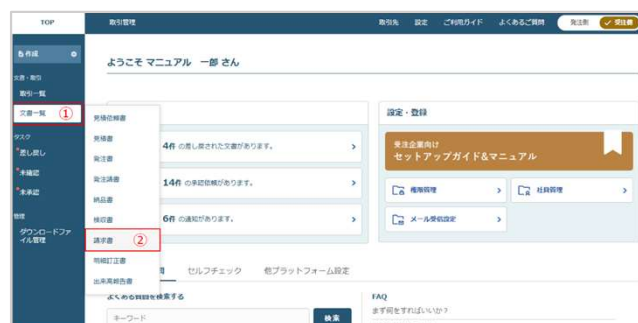 TOP
取引管理
取引先
設定
ご利用ガイド
よくあるご質問
発注側
受注側
作成
文書・取引
取引一覧
文書一覧
①
タスク
差し戻し
未確認
未承認
管理
ダウンロードファ
イル管理
見積依頼書
見積書
発注書
発注請書
納品書
検収書
請求書
②
明細訂正書
出来高報告書
ようこそ マニュアル 一郎 さん
4件 の差し戻された文書があります。
14件 の承認依頼があります。
6件 の通知があります。
設定・登録
受注企業向け
セットアップガイド&マニュアル
権限管理
社員管理
メール受信設定
セルフチェック
他プラットフォーム設定
よくある質問を検索する
キーワード
検索
FAQ
まず何をすればいいか？